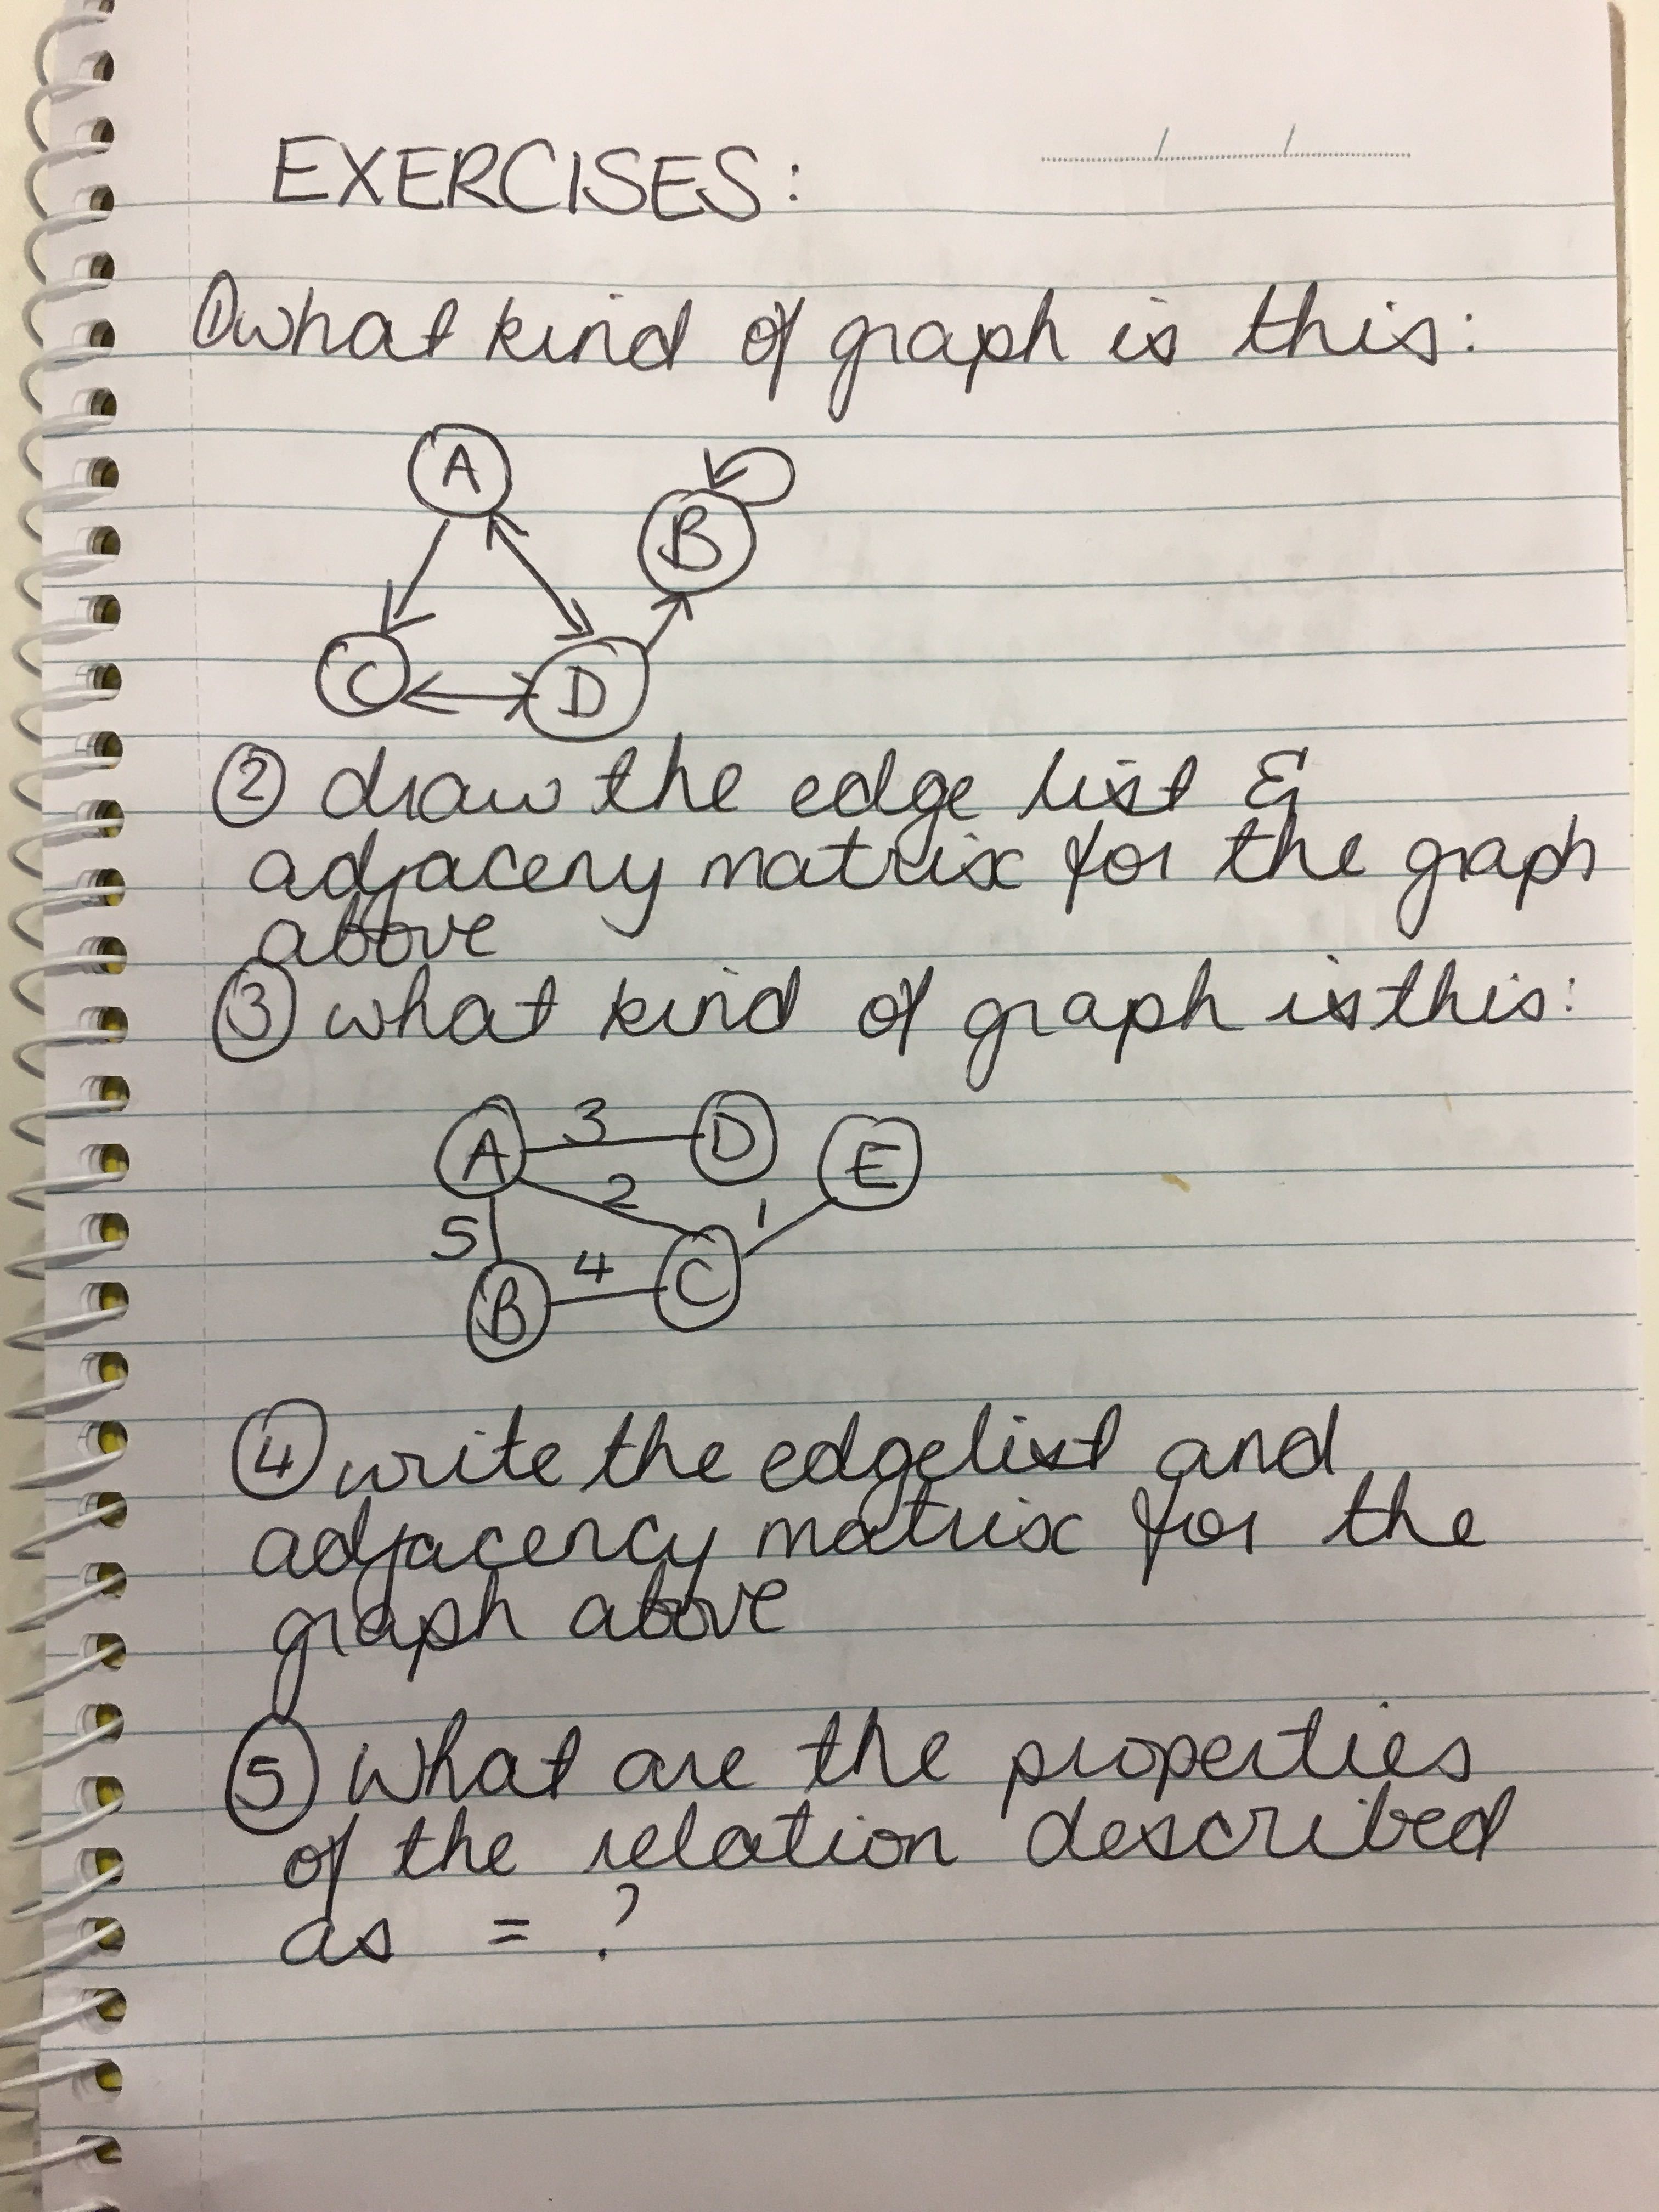 EXERCISES:
① what kind of graph is this:
A
B
C
D
② draw the edge list &
adjaceny matrix for the graph
above
③ what kind of graph is this:
A 3 D E
2 1
5
B 4 C
④ write the edgelist and
adjacency matrix for the
graph above
⑤ What are the properties
of the relation described
as = ?